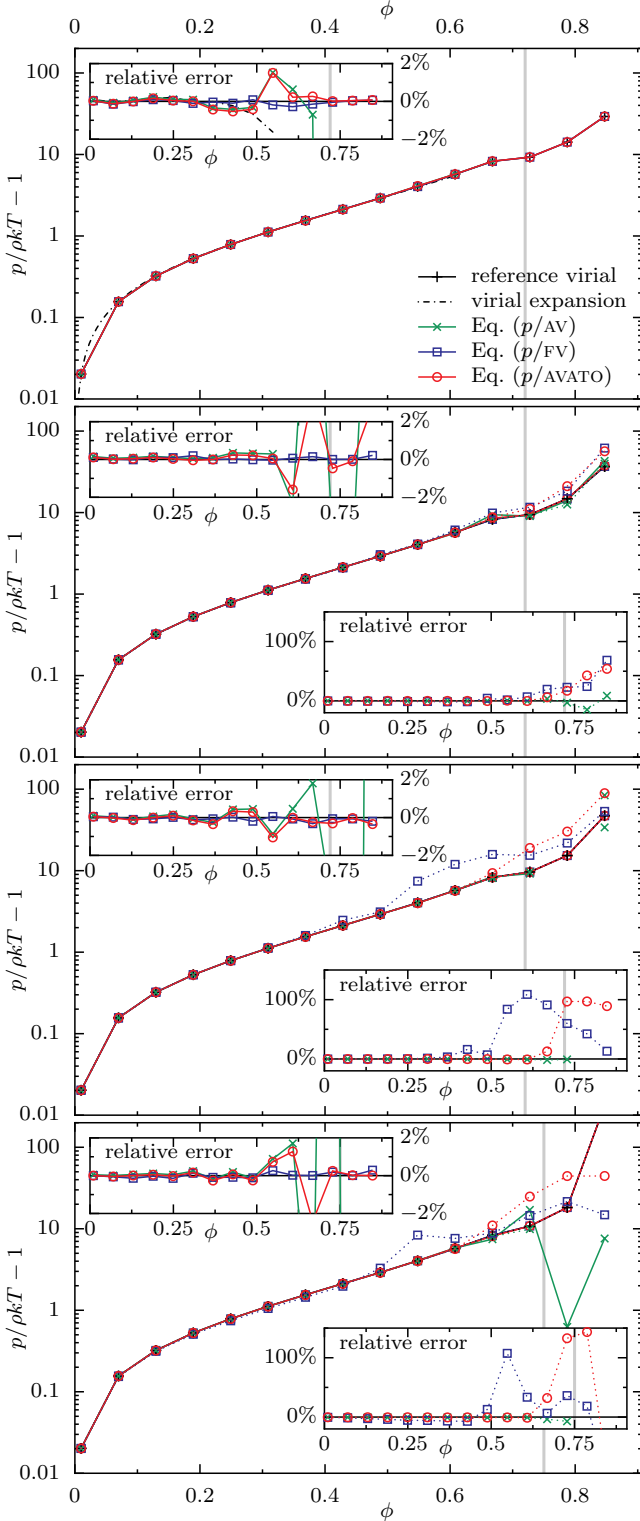 ϕ
0 0.2 0.4 0.6 0.8
100
10
1
0.1
0.01
p/ρkT − 1
relative error
2%
0%
−2%
0 0.25 ϕ 0.5 0.75
reference virial
virial expansion
Eq. (p/AV)
Eq. (p/FV)
Eq. (p/AVATO)
100
10
1
0.1
0.01
p/ρkT − 1
relative error
2%
0%
−2%
0 0.25 ϕ 0.5 0.75
relative error
100%
0%
0 0.25 ϕ 0.5 0.75
100
10
1
0.1
0.01
p/ρkT − 1
relative error
2%
0%
−2%
0 0.25 ϕ 0.5 0.75
relative error
100%
0%
0 0.25 ϕ 0.5 0.75
100
10
1
0.1
0.01
p/ρkT − 1
relative error
2%
0%
−2%
0 0.25 ϕ 0.5 0.75
relative error
100%
0%
0 0.25 ϕ 0.5 0.75
0 0.2 0.4 0.6 0.8
ϕ